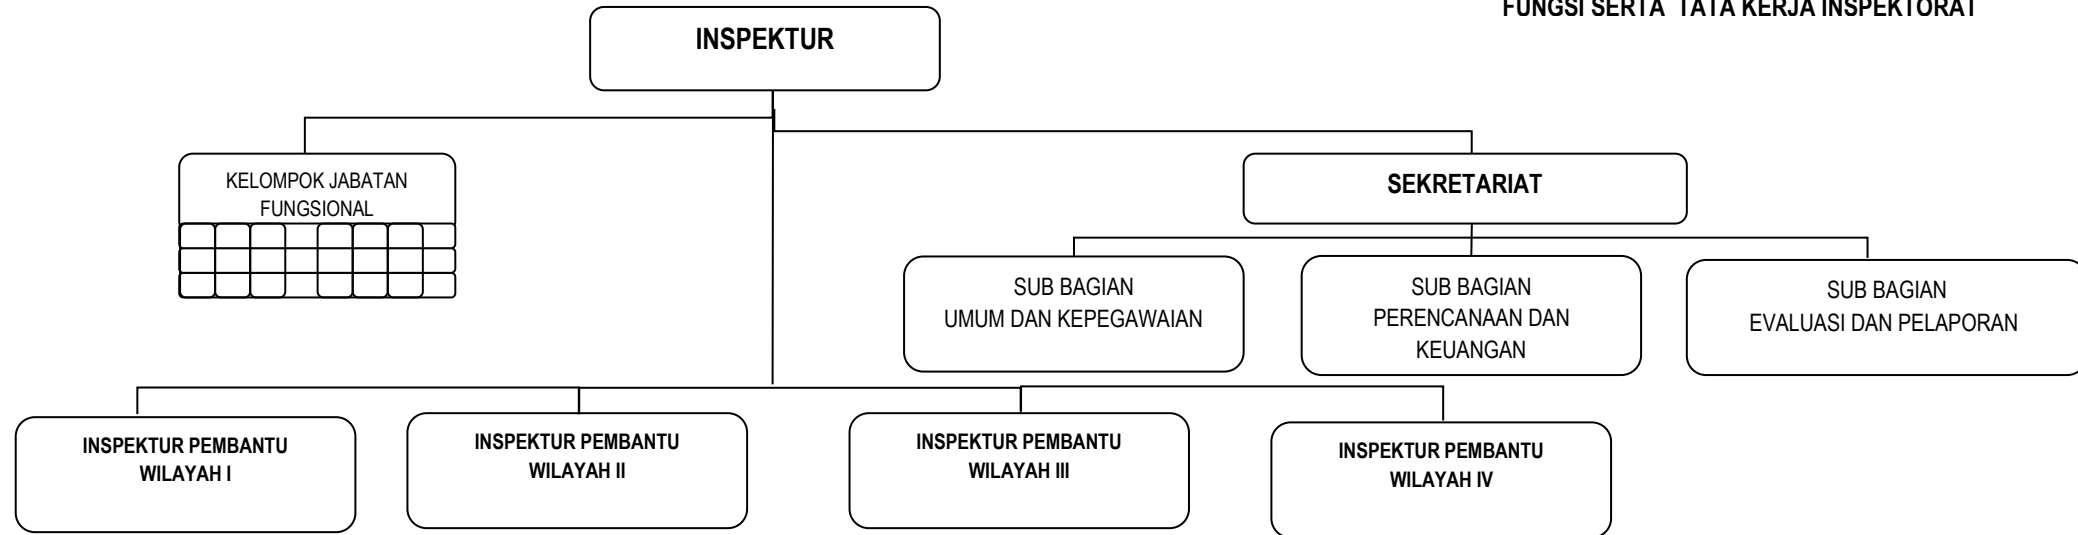 FUNGSI SERTA TATA KERJA INSPEKTORAT
INSPEKTUR
KELOMPOK JABATAN
FUNGSIONAL
SEKRETARIAT
SUB BAGIAN
UMUM DAN KEPEGAWAIAN
SUB BAGIAN
PERENCANAAN DAN
KEUANGAN
SUB BAGIAN
EVALUASI DAN PELAPORAN
INSPEKTUR PEMBANTU
WILAYAH I
INSPEKTUR PEMBANTU
WILAYAH II
INSPEKTUR PEMBANTU
WILAYAH III
INSPEKTUR PEMBANTU
WILAYAH IV